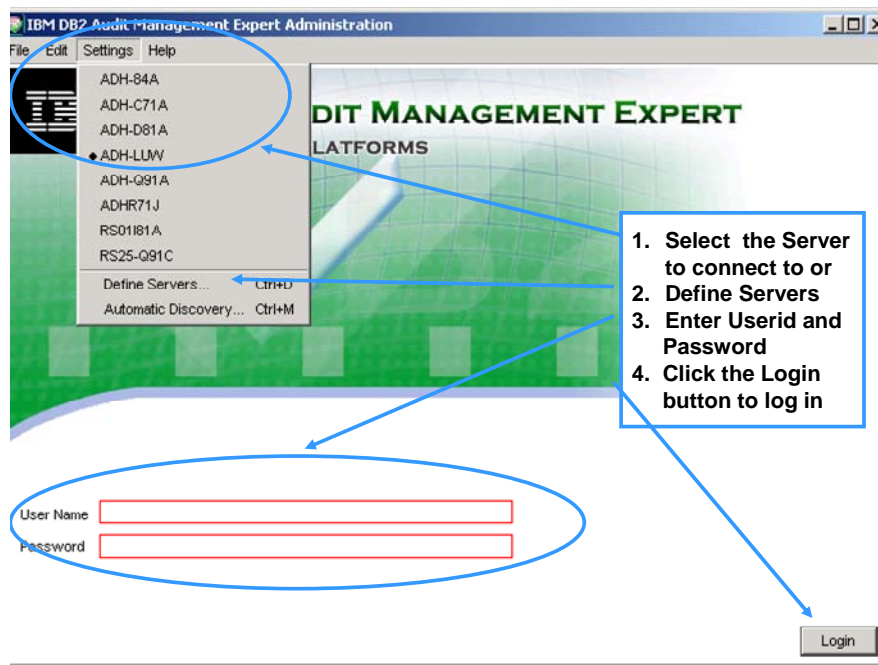 IBM DB2 Audit Management Expert Administration
File Edit Settings Help
ADH-84A
ADH-C71A
ADH-D81A
ADH-LUW
ADH-Q91A
ADHR71J
RS01I81A
RS25-Q91C
Define Servers... Ctrl+D
Automatic Discovery... Ctrl+M
DIT MANAGEMENT EXPERT
LATFORMS
1. Select the Server
to connect to or
2. Define Servers
3. Enter Userid and
Password
4. Click the Login
button to log in
User Name
Password
Login